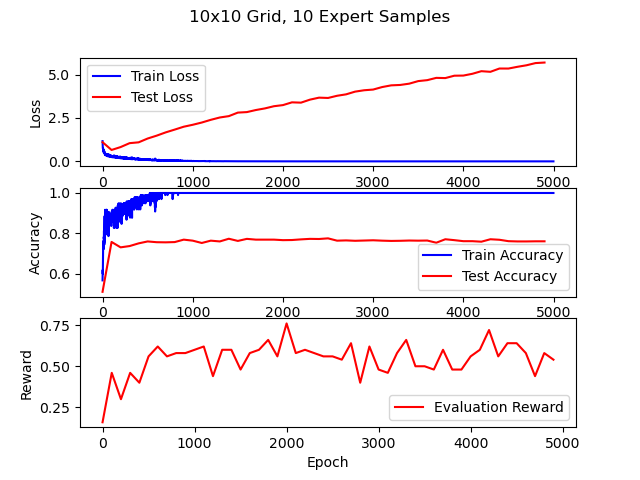 10x10 Grid, 10 Expert Samples
5.0
2.5
0.0
Loss
Train Loss
Test Loss
0 1000 2000 3000 4000 5000
1.0
0.8
0.6
Accuracy
Train Accuracy
Test Accuracy
0 1000 2000 3000 4000 5000
0.75
0.50
0.25
Reward
Evaluation Reward
0 1000 2000 3000 4000 5000
Epoch